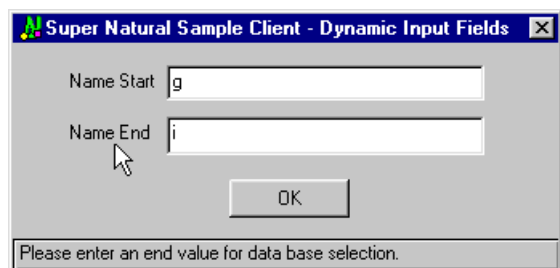 Super Natural Sample Client - Dynamic Input Fields
Name Start g
Name End i
OK
Please enter an end value for data base selection.